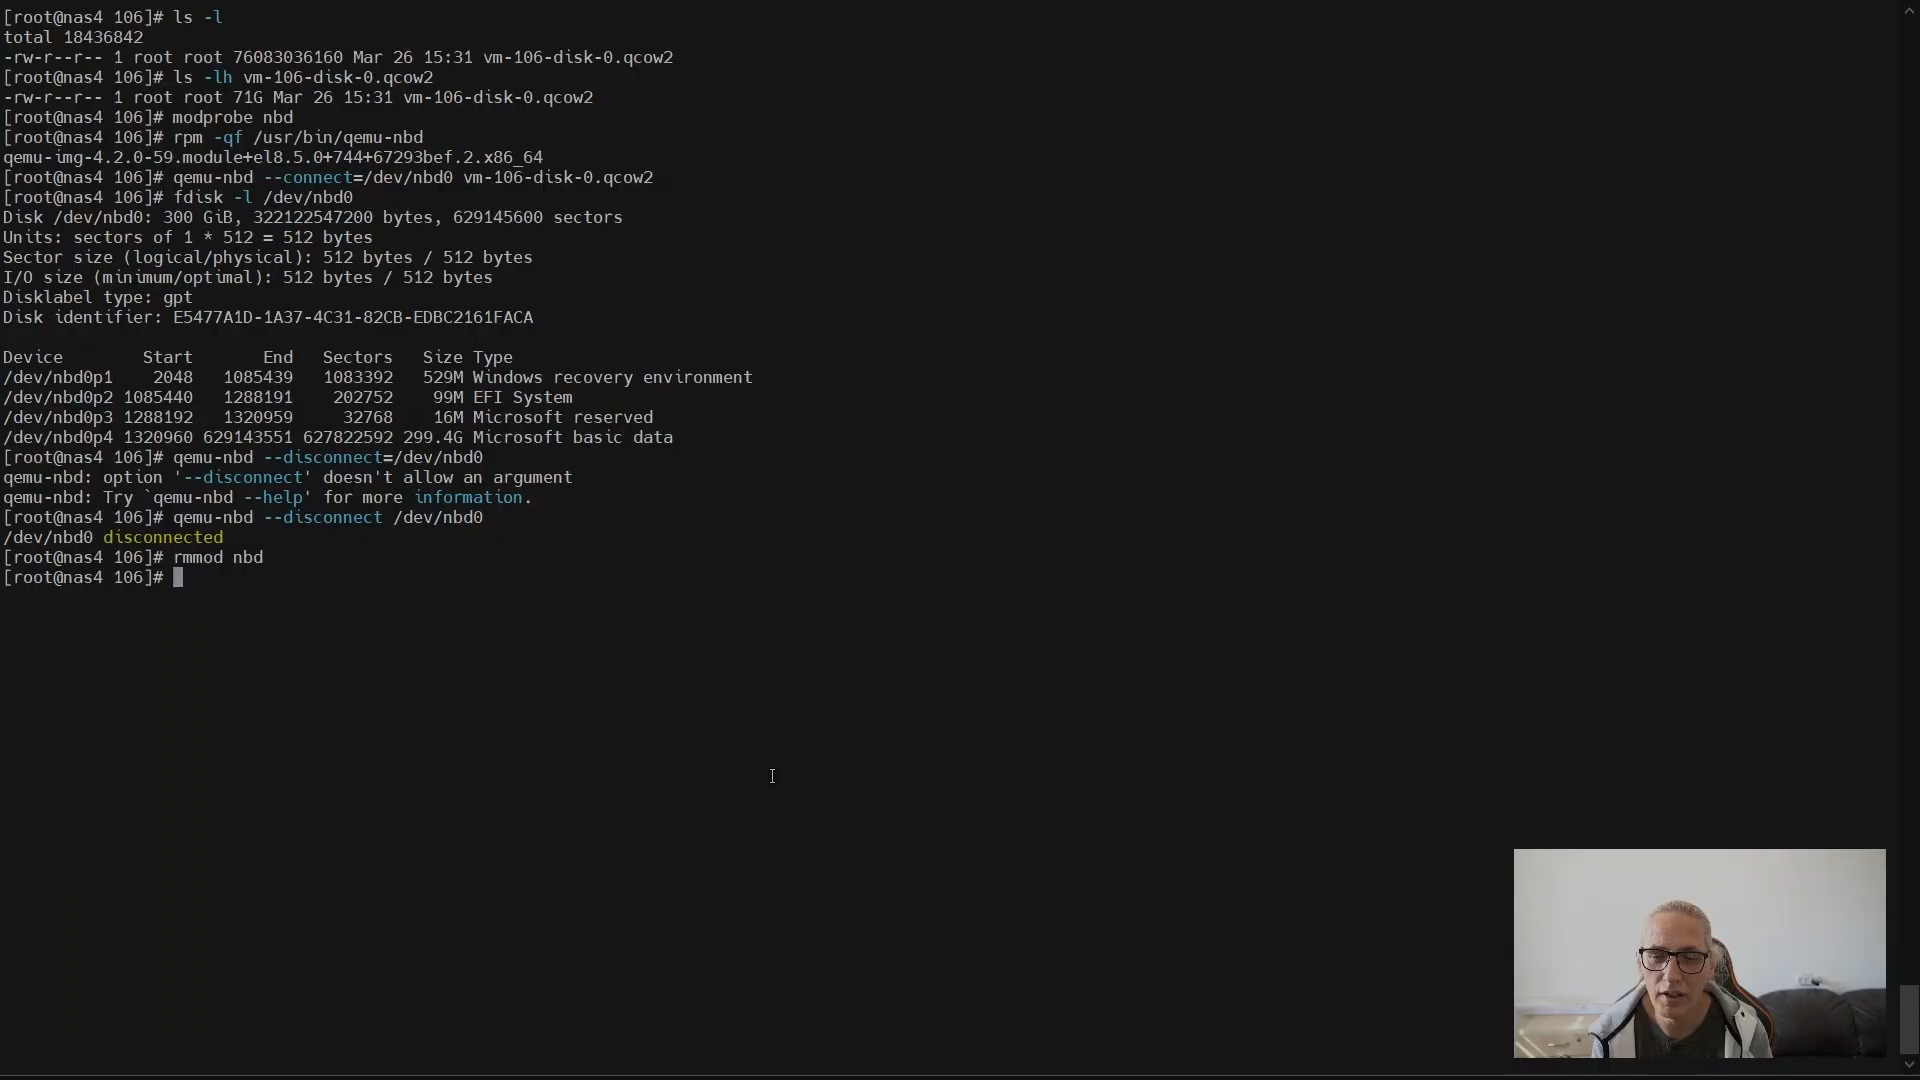 [root@nas4 106]# ls -l
total 18436842
-rw-r--r-- 1 root root 76083036160 Mar 26 15:31 vm-106-disk-0.qcow2
[root@nas4 106]# ls -lh vm-106-disk-0.qcow2
-rw-r--r-- 1 root root 71G Mar 26 15:31 vm-106-disk-0.qcow2
[root@nas4 106]# modprobe nbd
[root@nas4 106]# rpm -qf /usr/bin/qemu-nbd
qemu-img-4.2.0-59.module+el8.5.0+744+67293bef.2.x86_64
[root@nas4 106]# qemu-nbd --connect=/dev/nbd0 vm-106-disk-0.qcow2
[root@nas4 106]# fdisk -l /dev/nbd0
Disk /dev/nbd0: 300 GiB, 322122547200 bytes, 629145600 sectors
Units: sectors of 1 * 512 = 512 bytes
Sector size (logical/physical): 512 bytes / 512 bytes
I/O size (minimum/optimal): 512 bytes / 512 bytes
Disklabel type: gpt
Disk identifier: E5477A1D-1A37-4C31-82CB-EDBC2161FACA

Device        Start       End   Sectors   Size Type
/dev/nbd0p1    2048   1085439   1083392   529M Windows recovery environment
/dev/nbd0p2 1085440   1288191    202752    99M EFI System
/dev/nbd0p3 1288192   1320959     32768    16M Microsoft reserved
/dev/nbd0p4 1320960 629143551 627822592 299.4G Microsoft basic data
[root@nas4 106]# qemu-nbd --disconnect=/dev/nbd0
qemu-nbd: option '--disconnect' doesn't allow an argument
qemu-nbd: Try `qemu-nbd --help' for more information.
[root@nas4 106]# qemu-nbd --disconnect /dev/nbd0
/dev/nbd0 disconnected
[root@nas4 106]# rmmod nbd
[root@nas4 106]#